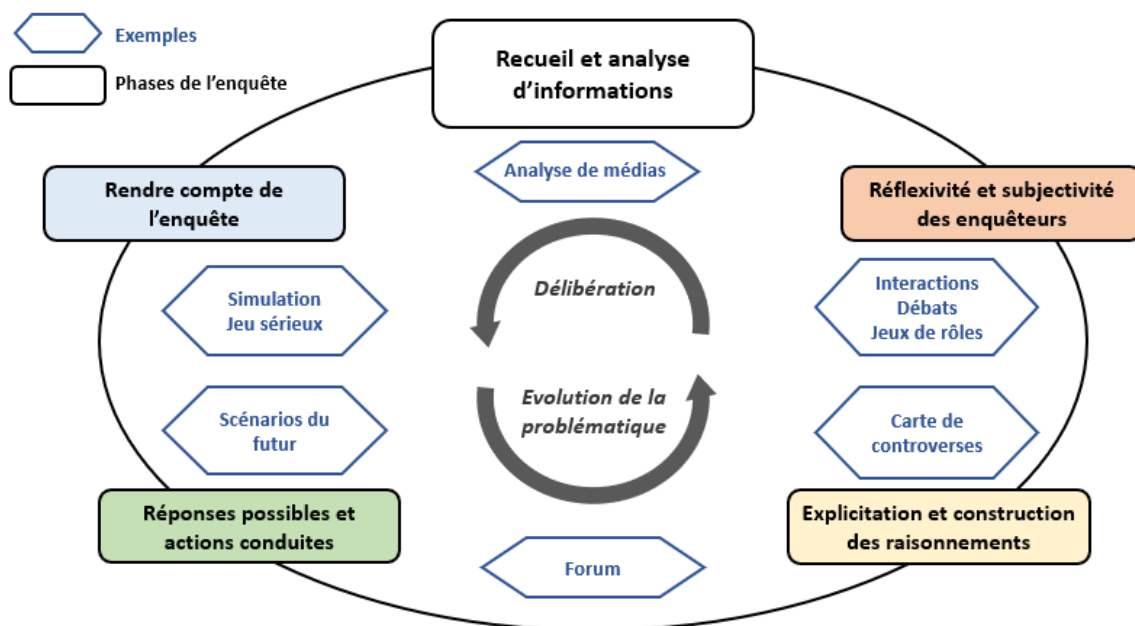 Exemples
Phases de l'enquête
Recueil et analyse
d'informations
Analyse de médias
Rendre compte de
l'enquête
Réflexivité et subjectivité
des enquêteurs
Simulation
Jeu sérieux
Délibération
Interactions
Débats
Jeux de rôles
Scénarios du
futur
Evolution de la
problématique
Carte de
controverses
Réponses possibles et
actions conduites
Explicitation et construction
des raisonnements
Forum